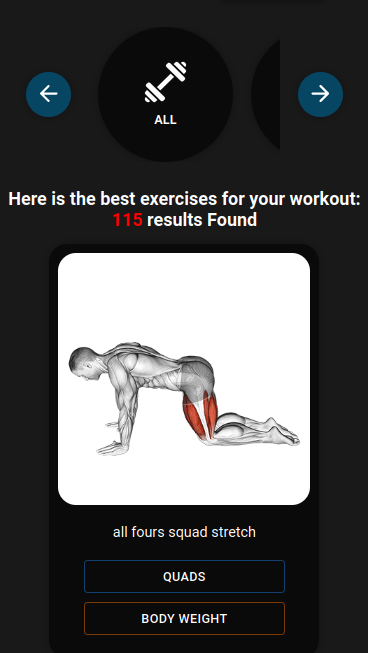 ALL
Here is the best exercises for your workout:
115 results Found
all fours squad stretch
QUADS
BODY WEIGHT